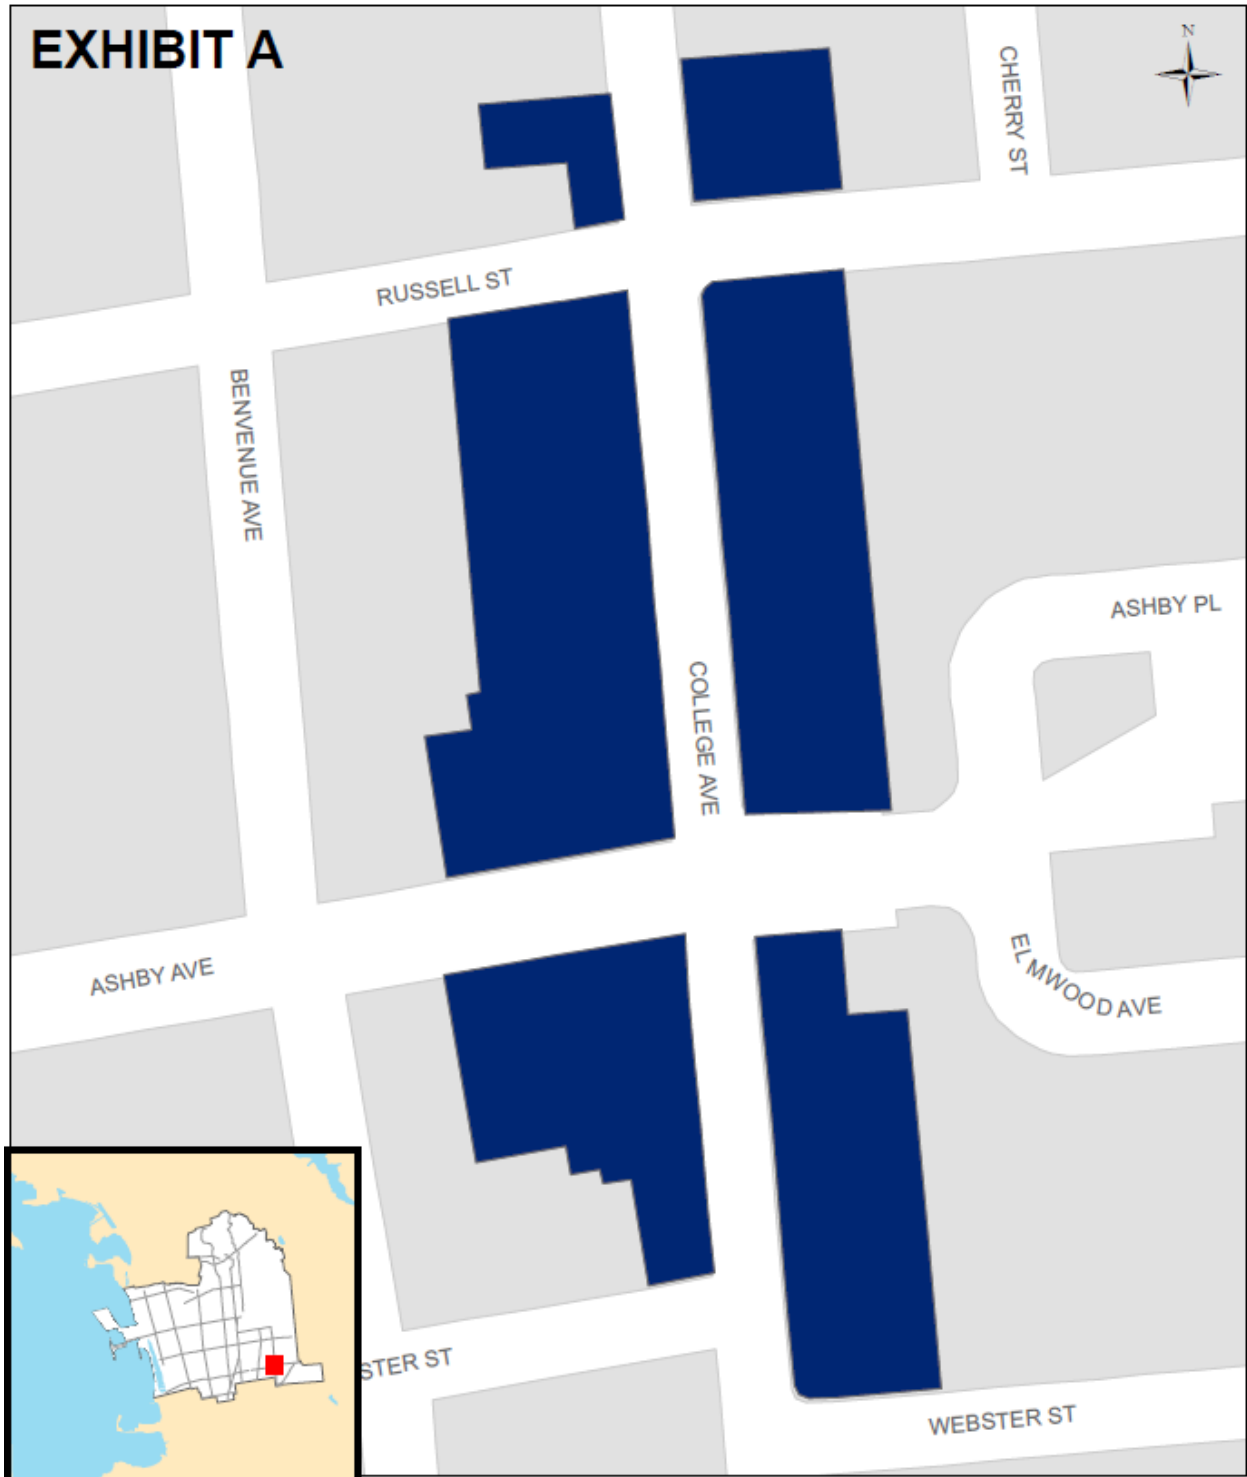 EXHIBIT A
N
CHERRY ST
RUSSELL ST
BENVENUE AVE
ASHBY PL
COLLEGE AVE
ASHBY AVE
ELMWOOD AVE
STER ST
WEBSTER ST